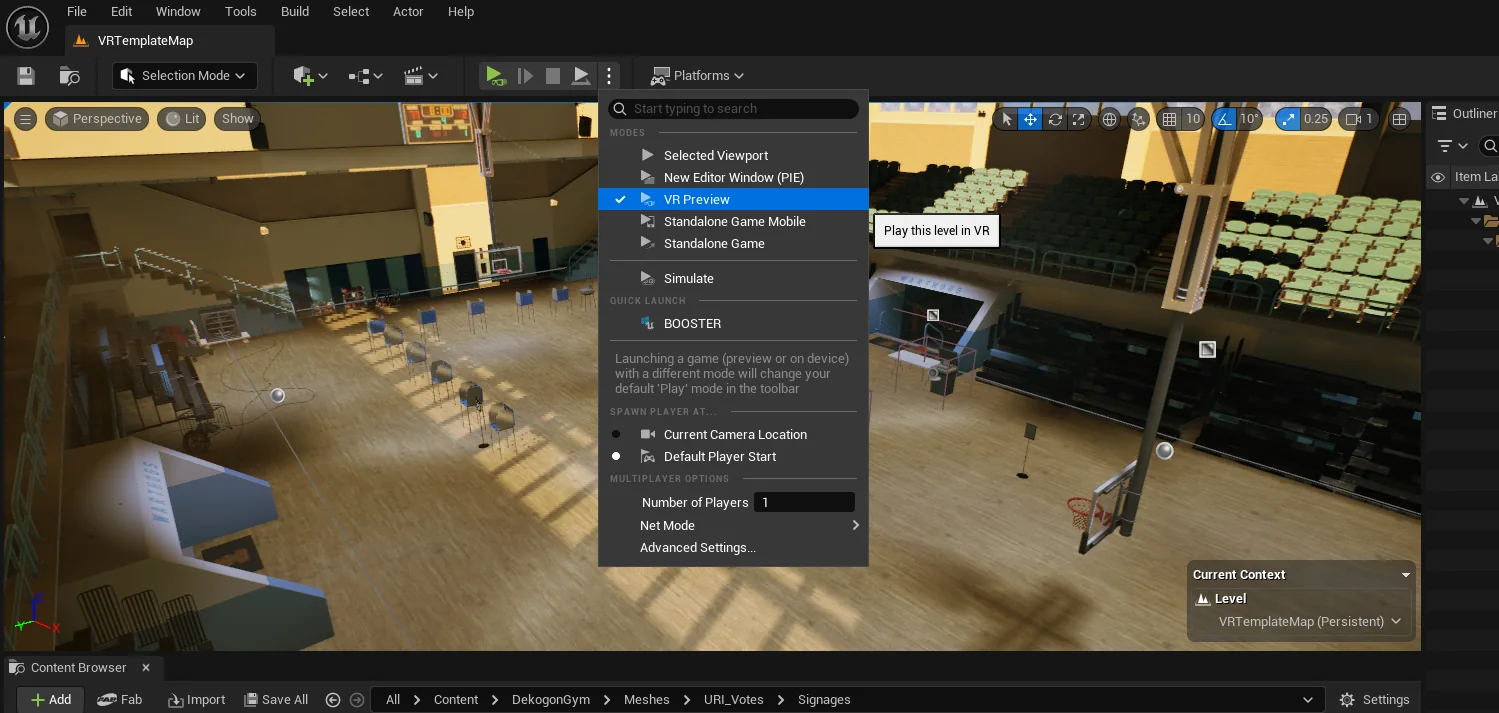 File Edit Window Tools Build Select Actor Help
VRTemplateMap
Selection Mode
Platforms
Perspective Lit Show
10 10° 0.25 1
Start typing to search
MODES
Selected Viewport
New Editor Window (PIE)
VR Preview
Standalone Game Mobile
Standalone Game
Simulate
QUICK LAUNCH
BOOSTER
Launching a game (preview or on device)
with a different mode will change your
default 'Play' mode in the toolbar
SPAWN PLAYER AT...
Current Camera Location
Default Player Start
MULTIPLAYER OPTIONS
Number of Players 1
Net Mode
Advanced Settings...
Play this level in VR
Outliner
Item La
Current Context
Level
VRTemplateMap (Persistent)
Z
X
Content Browser
Add Fab Import Save All All Content DekogonGym Meshes URI_Votes Signages Settings